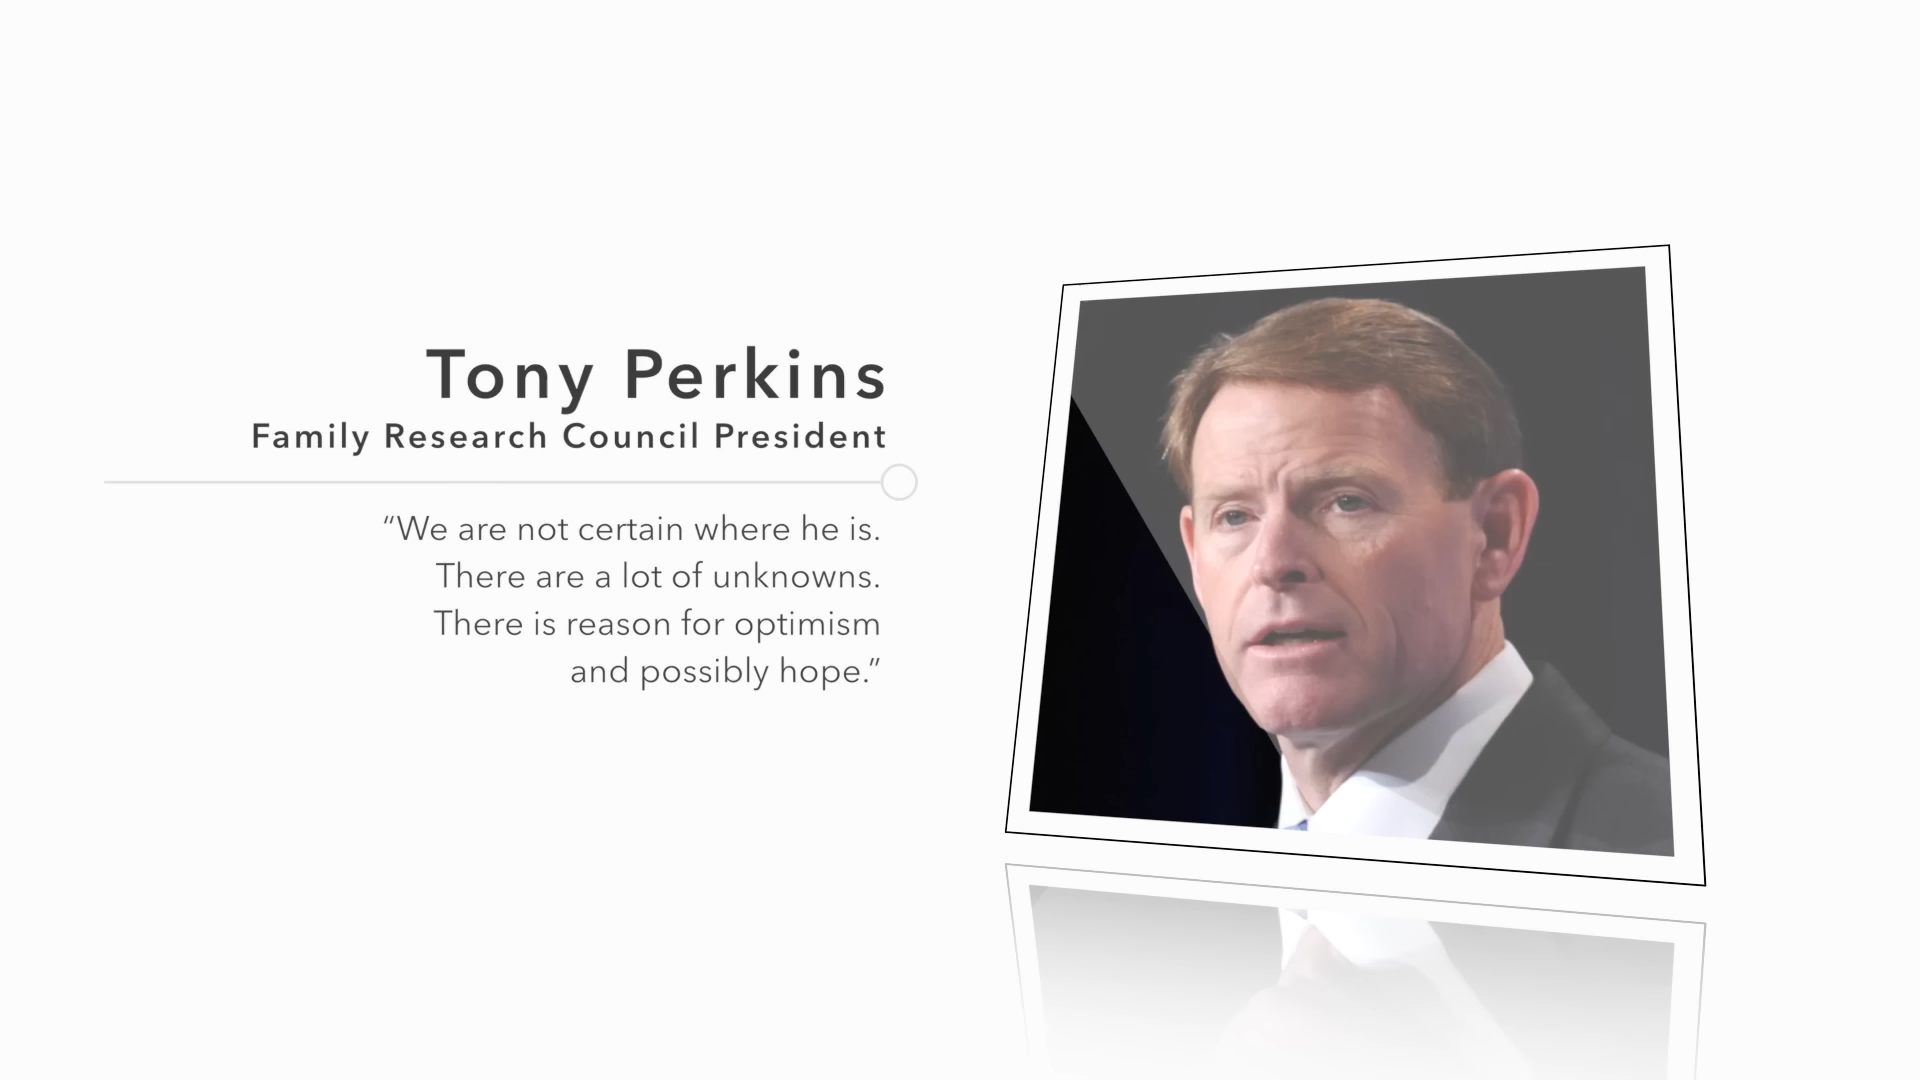 Tony Perkins
Family Research Council President
“We are not certain where he is.
There are a lot of unknowns.
There is reason for optimism
and possibly hope.”